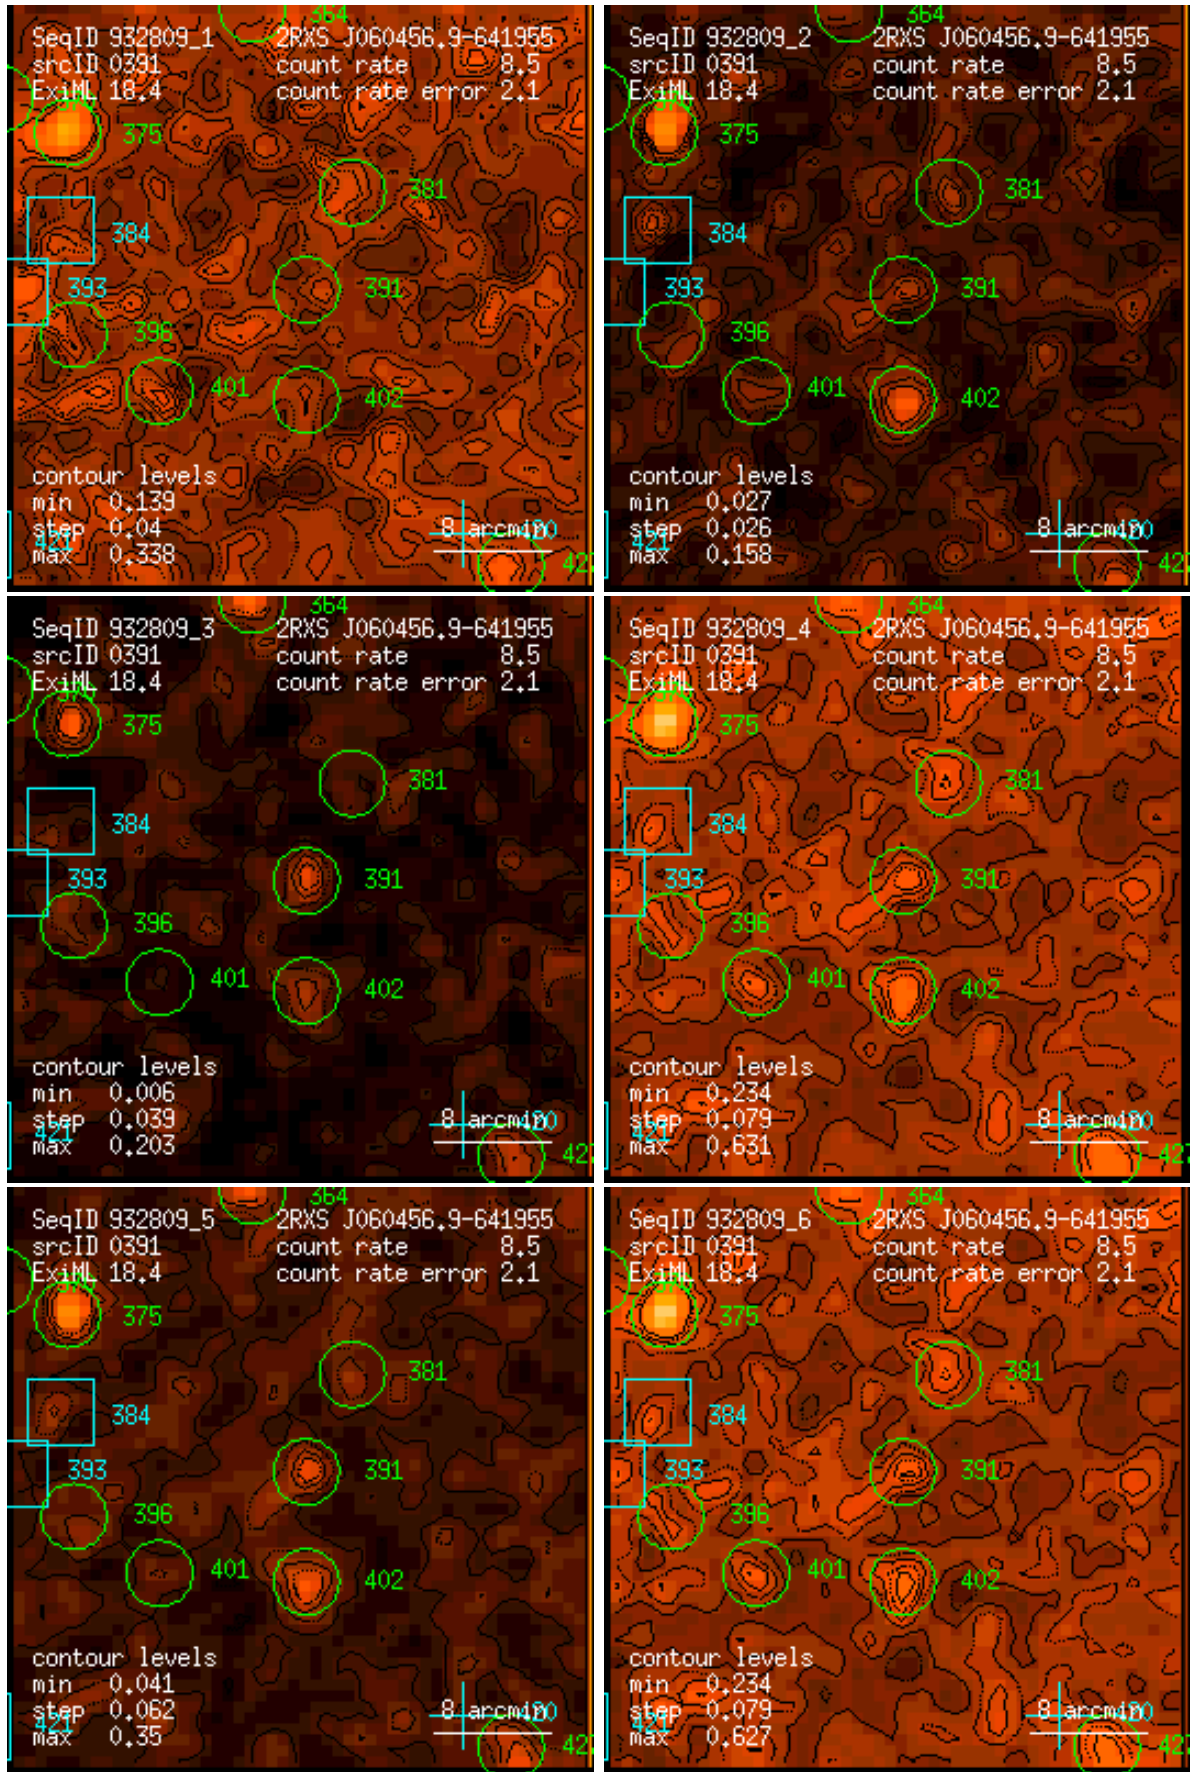 364
SeqID 932809_1 2RXS J060456.9-641955
srcID 0391 count rate 8.5
ExiML 18.4 count rate error 2.1
375
381
384
391
393
396
401
402
contour levels
min 0.139
step 0.04
max 0.338
8 arcmin
421
42
364
SeqID 932809_2 2RXS J060456.9-641955
srcID 0391 count rate 8.5
ExiML 18.4 count rate error 2.1
375
381
384
391
393
396
401
402
contour levels
min 0.027
step 0.026
max 0.158
8 arcmin
421
42
364
SeqID 932809_3 2RXS J060456.9-641955
srcID 0391 count rate 8.5
ExiML 18.4 count rate error 2.1
375
381
384
391
393
396
401
402
contour levels
min 0.006
step 0.039
max 0.203
8 arcmin
421
42
364
SeqID 932809_4 2RXS J060456.9-641955
srcID 0391 count rate 8.5
ExiML 18.4 count rate error 2.1
375
381
384
391
393
396
401
402
contour levels
min 0.234
step 0.079
max 0.631
8 arcmin
421
42
364
SeqID 932809_5 2RXS J060456.9-641955
srcID 0391 count rate 8.5
ExiML 18.4 count rate error 2.1
375
381
384
391
393
396
401
402
contour levels
min 0.041
step 0.062
max 0.35
8 arcmin
421
42
364
SeqID 932809_6 2RXS J060456.9-641955
srcID 0391 count rate 8.5
ExiML 18.4 count rate error 2.1
375
381
384
391
393
396
401
402
contour levels
min 0.234
step 0.079
max 0.627
8 arcmin
421
42